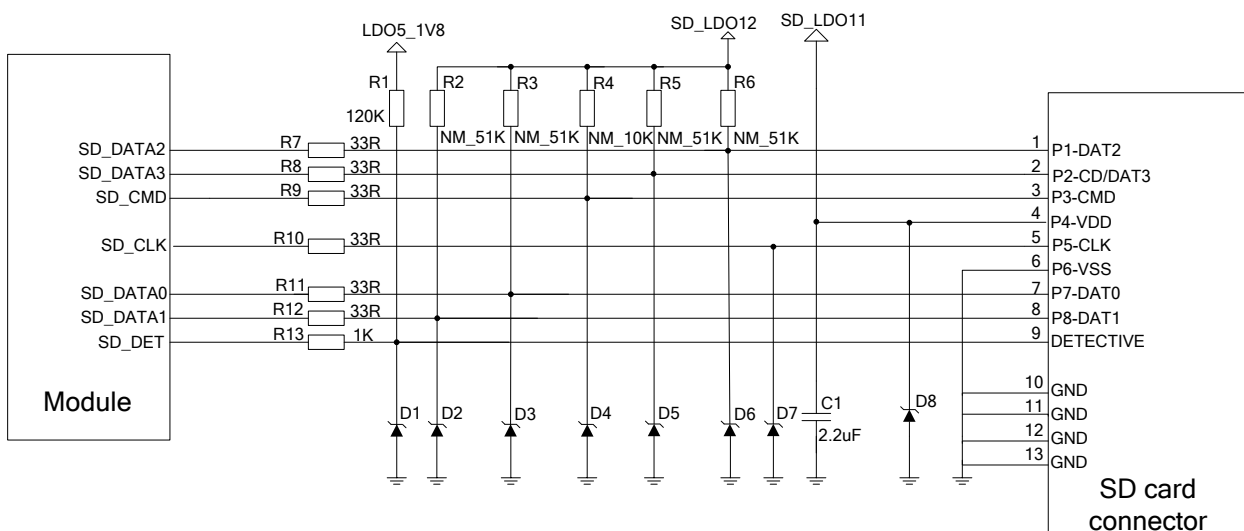 LDO5_1V8
SD_LDO12
SD_LDO11
R1
R2
R3
R4
R5
R6
120K
NM_51K
NM_51K
NM_10K
NM_51K
NM_51K
SD_DATA2
R7
33R
1
P1-DAT2
SD_DATA3
R8
33R
2
P2-CD/DAT3
SD_CMD
R9
33R
3
P3-CMD
4
P4-VDD
SD_CLK
R10
33R
5
P5-CLK
6
P6-VSS
SD_DATA0
R11
33R
7
P7-DAT0
SD_DATA1
R12
33R
8
P8-DAT1
SD_DET
R13
1K
9
DETECTIVE
Module
10
GND
11
GND
12
GND
13
GND
D1
D2
D3
D4
D5
D6
D7
C1
2.2uF
D8
SD card
connector